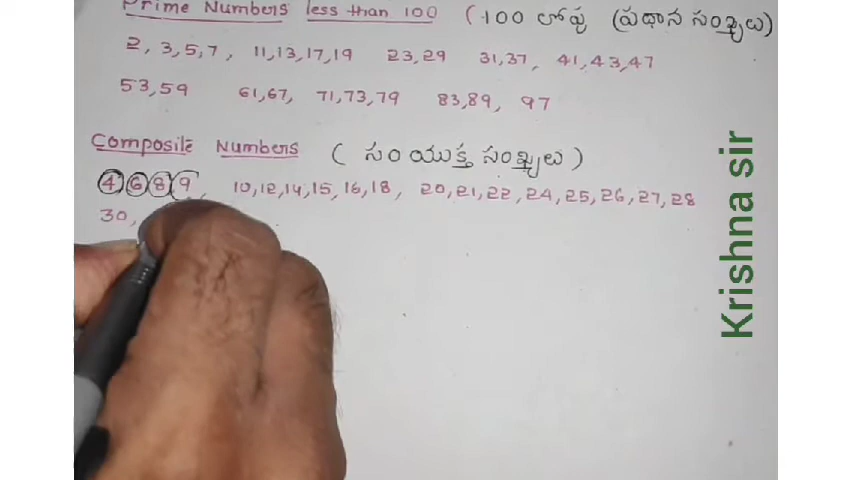 Prime Numbers less than 100 (100 లోపు (ప్రధాన సంఖ్యలు)
2, 3, 5, 7, 11, 13, 17, 19 23, 29 31, 37, 41, 43, 47
53, 59 61, 67, 71, 73, 79 83, 89, 97
Composite Numbers (సంయుక్త సంఖ్యలు)
4 6 8 9, 10, 12, 14, 15, 16, 18, 20, 21, 22, 24, 25, 26, 27, 28
30,
Krishna sir